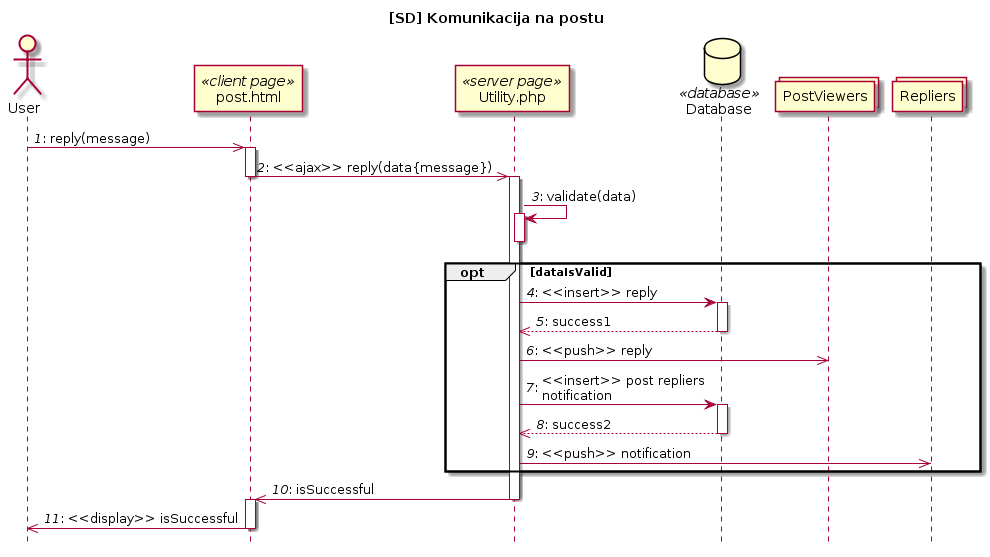 [SD] Komunikacija na postu
User
«client page»
post.html
«server page»
Utility.php
«database»
Database
PostViewers
Repliers
1: reply(message)
2: <<ajax>> reply(data{message})
3: validate(data)
opt [dataIsValid]
4: <<insert>> reply
5: success1
6: <<push>> reply
7: <<insert>> post repliers
notification
8: success2
9: <<push>> notification
10: isSuccessful
11: <<display>> isSuccessful